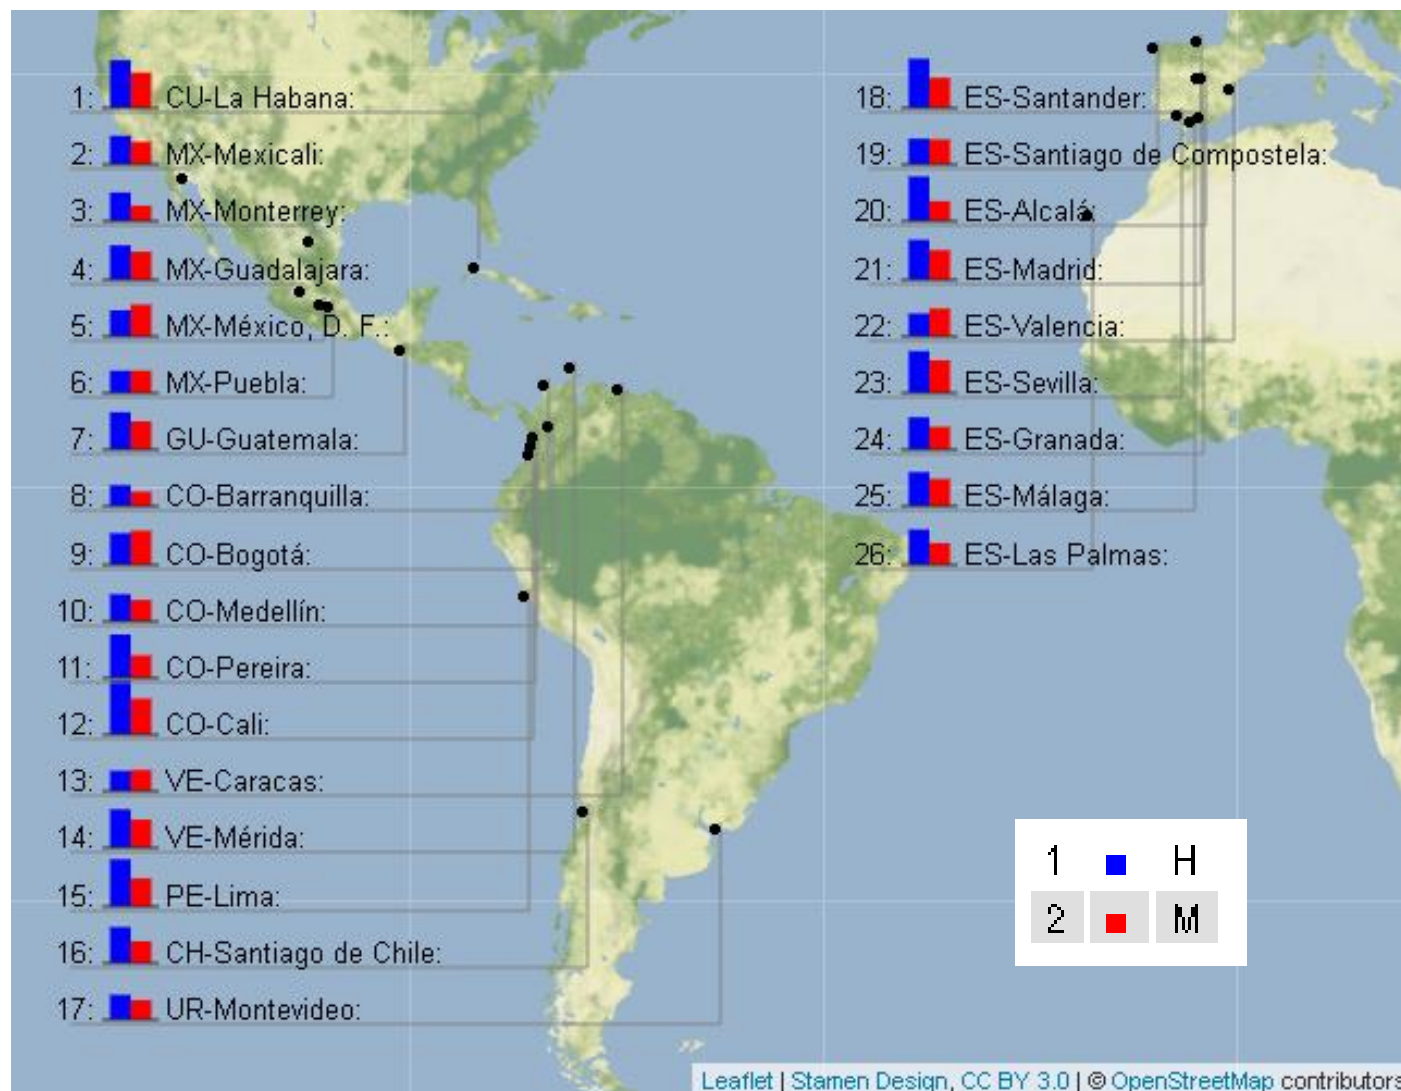 1: CU-La Habana:
2: MX-Mexicali:
3: MX-Monterrey:
4: MX-Guadalajara:
5: MX-México, D. F.:
6: MX-Puebla:
7: GU-Guatemala:
8: CO-Barranquilla:
9: CO-Bogotá:
10: CO-Medellín:
11: CO-Pereira:
12: CO-Cali:
13: VE-Caracas:
14: VE-Mérida:
15: PE-Lima:
16: CH-Santiago de Chile:
17: UR-Montevideo:
18: ES-Santander:
19: ES-Santiago de Compostela:
20: ES-Alcalá:
21: ES-Madrid:
22: ES-Valencia:
23: ES-Sevilla:
24: ES-Granada:
25: ES-Málaga:
26: ES-Las Palmas:
1 H
2 M
Leaflet | Stamen Design, CC BY 3.0 | © OpenStreetMap contributors